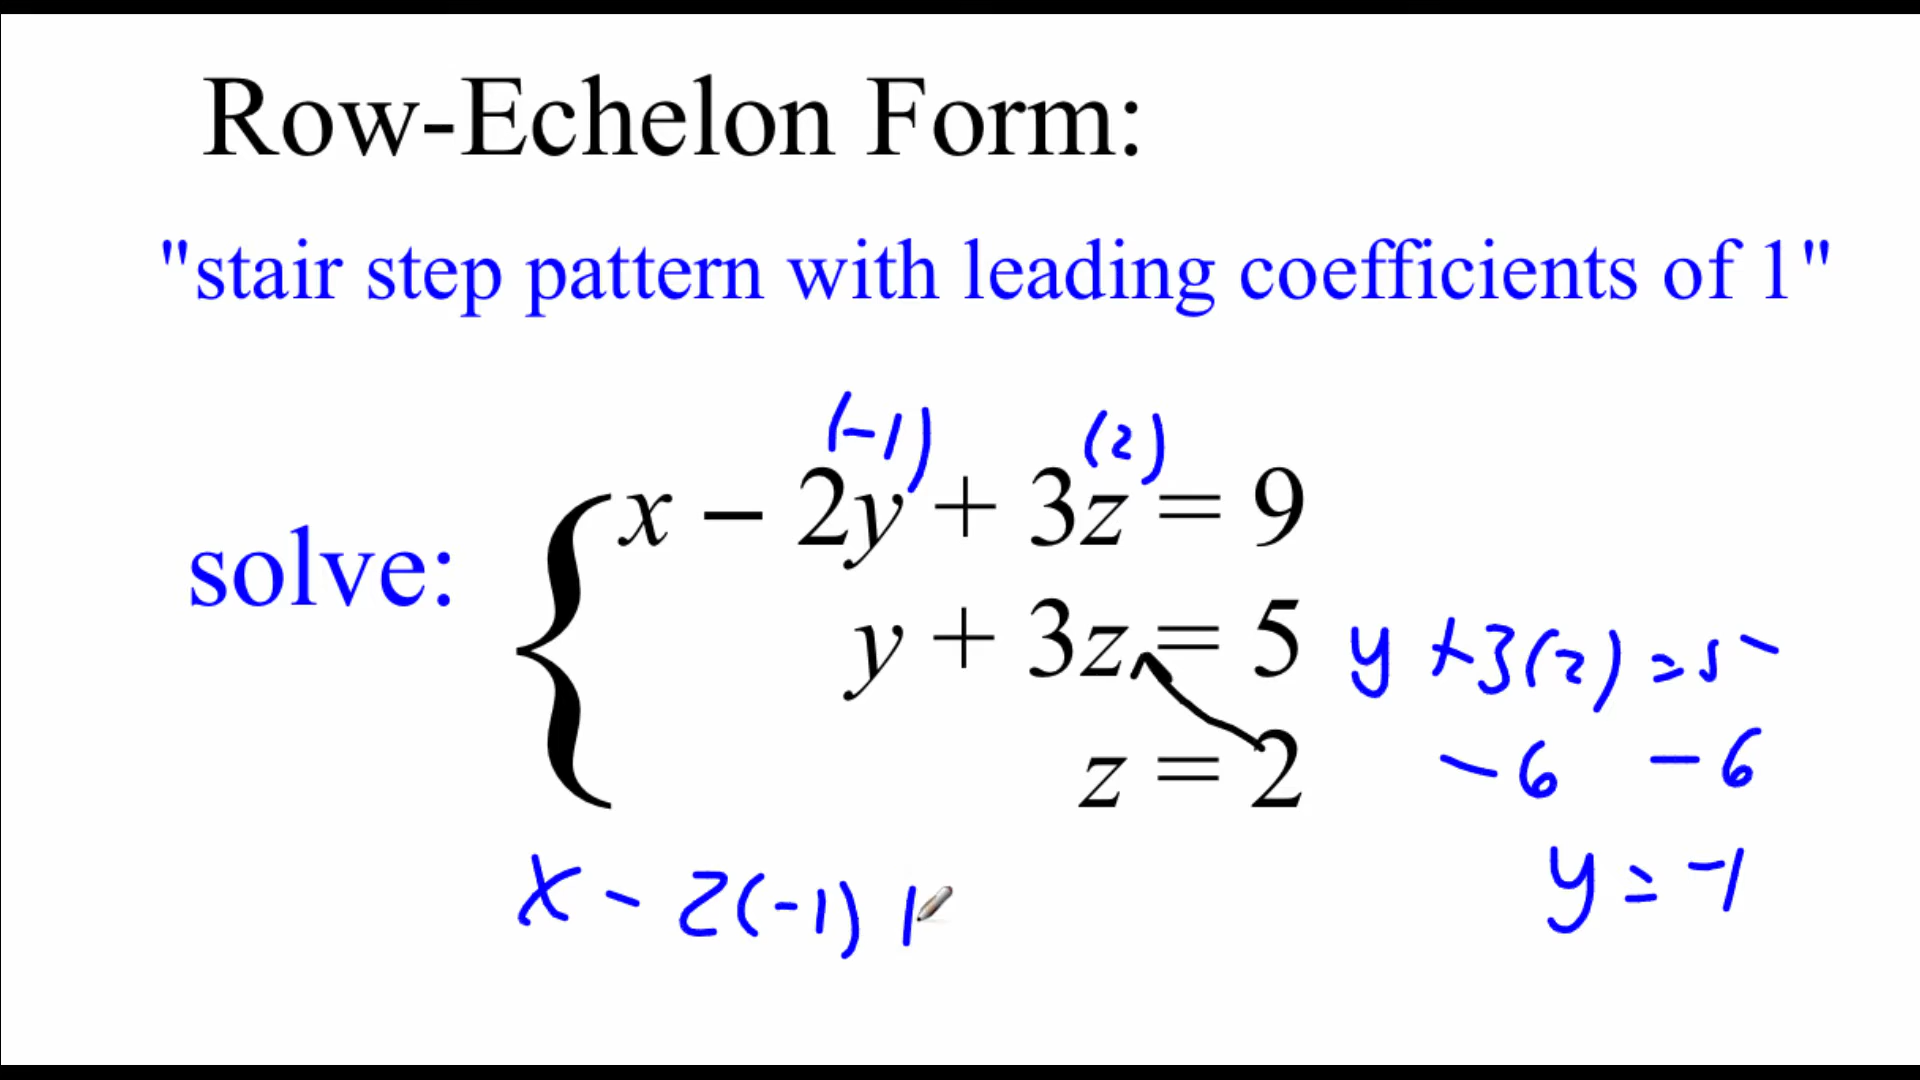 Row-Echelon Form:
"stair step pattern with leading coefficients of 1"
(-1) (2)
solve:
x − 2y + 3z = 9
y + 3z = 5
y + 3(2) = 5
z = 2
-6 -6
y = -1
x - 2(-1)